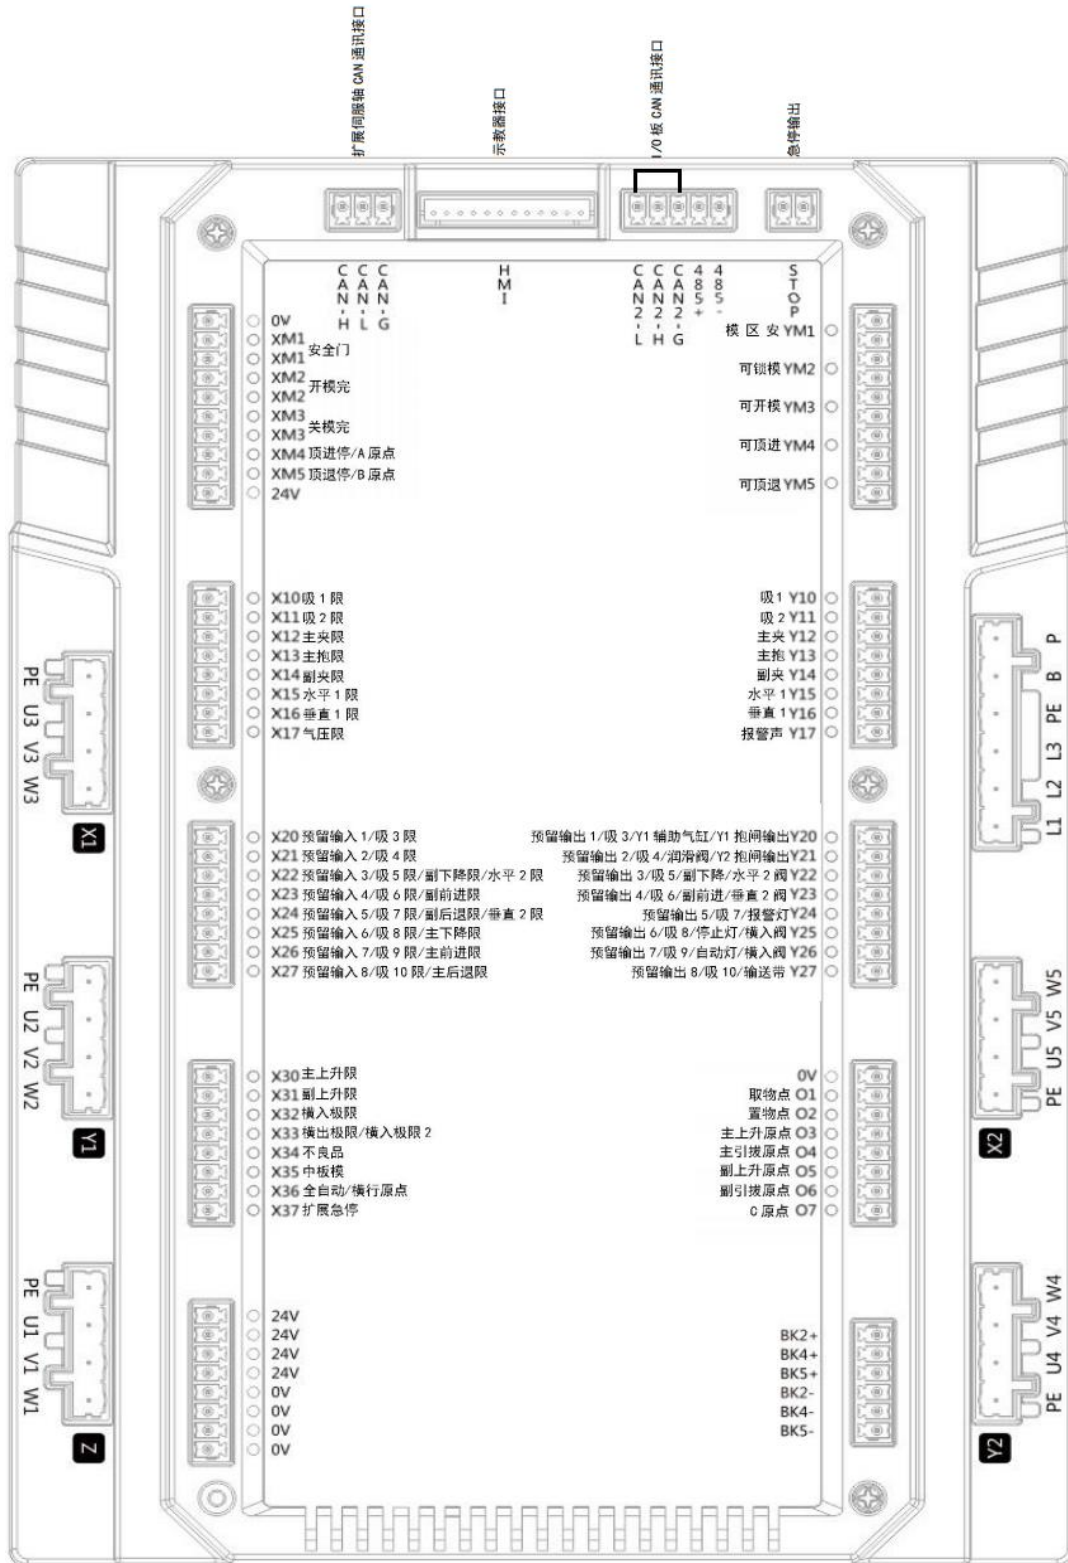 扩展伺服轴 CAN 通讯接口
示教器接口
I/O 板 CAN 通讯接口
急停输出
CAN-H
CAN-L
CAN-G
HMI
CAN2-L
CAN2-H
CAN2-G
485+
485-
STOP
0V
XM1
安全门
XM1
XM2
开模完
XM2
XM3
关模完
XM3
XM4 顶进停/A 原点
XM5 顶退停/B 原点
24V
模 区 安 YM1
可锁模 YM2
可开模 YM3
可顶进 YM4
可顶退 YM5
X10 吸 1 限
X11 吸 2 限
X12 主夹限
X13 主抱限
X14 副夹限
X15 水平 1 限
X16 垂直 1 限
X17 气压限
吸 1 Y10
吸 2 Y11
主夹 Y12
主抱 Y13
副夹 Y14
水平 1 Y15
垂直 1 Y16
报警声 Y17
PE U3 V3 W3
X1
P B PE L3 L2 L1
X20 预留输入 1/吸 3 限
X21 预留输入 2/吸 4 限
X22 预留输入 3/吸 5 限/副下降限/水平 2 限
X23 预留输入 4/吸 6 限/副前进限
X24 预留输入 5/吸 7 限/副后退限/垂直 2 限
X25 预留输入 6/吸 8 限/主下降限
X26 预留输入 7/吸 9 限/主前进限
X27 预留输入 8/吸 10 限/主后退限
预留输出 1/吸 3/Y1 辅助气缸/Y1 抱闸输出 Y20
预留输出 2/吸 4/润滑阀/Y2 抱闸输出 Y21
预留输出 3/吸 5/副下降/水平 2 阀 Y22
预留输出 4/吸 6/副前进/垂直 2 阀 Y23
预留输出 5/吸 7/报警灯 Y24
预留输出 6/吸 8/停止灯/横入阀 Y25
预留输出 7/吸 9/自动灯/横入阀 Y26
预留输出 8/吸 10/输送带 Y27
PE U2 V2 W2
Y1
W5 V5 U5 PE
X2
X30 主上升限
X31 副上升限
X32 横入极限
X33 横出极限/横入极限 2
X34 不良品
X35 中板模
X36 全自动/横行原点
X37 扩展急停
0V
取物点 O1
置物点 O2
主上升原点 O3
主引拔原点 O4
副上升原点 O5
副引拔原点 O6
C 原点 O7
PE U1 V1 W1
Z
W4 V4 U4 PE
Y2
24V
24V
24V
24V
0V
0V
0V
0V
BK2+
BK4+
BK5+
BK2-
BK4-
BK5-